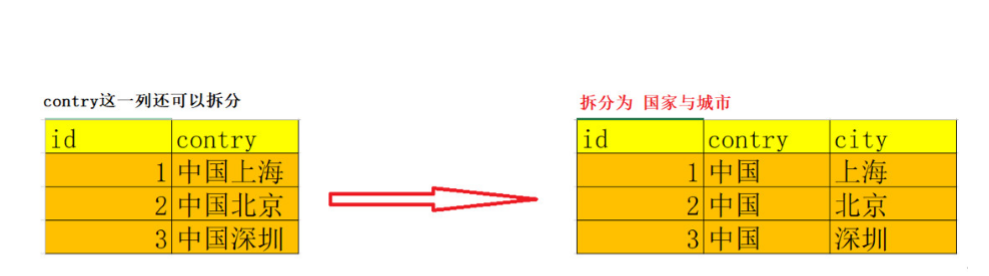 contry这一列还可以拆分
id contry
1 中国上海
2 中国北京
3 中国深圳
拆分为 国家与城市
id contry city
1 中国 上海
2 中国 北京
3 中国 深圳